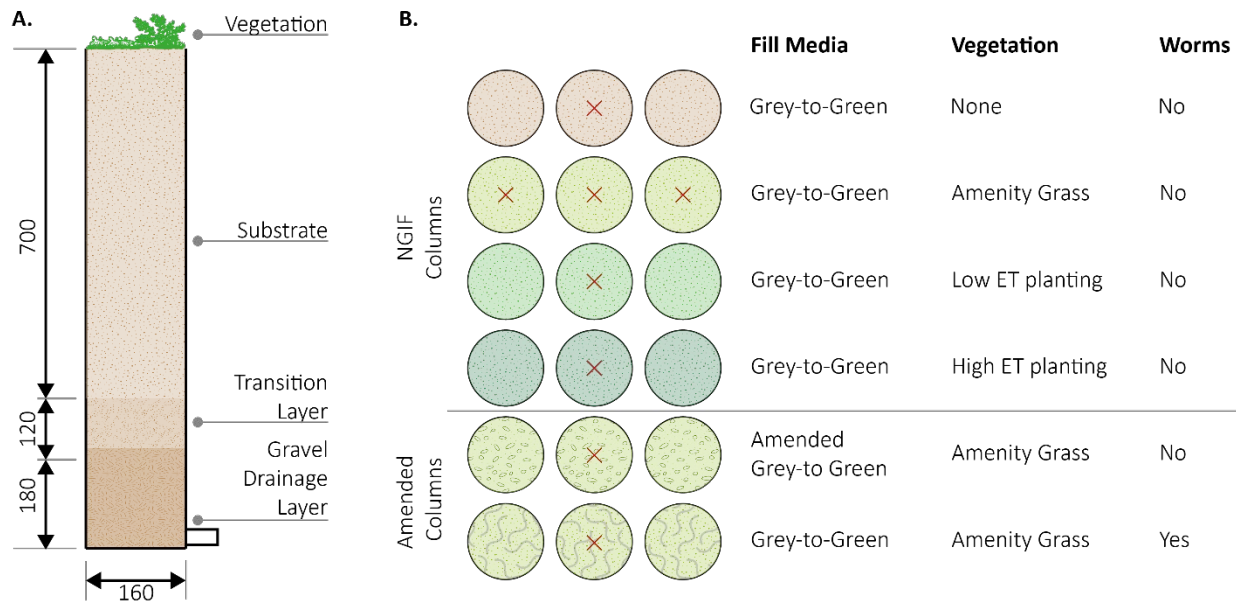 A.
Vegetation
700
Substrate
Transition
Layer
120
Gravel
Drainage
Layer
180
160
B.
Fill Media Vegetation Worms
NGIF
Columns
Grey-to-Green None No
Grey-to-Green Amenity Grass No
Grey-to-Green Low ET planting No
Grey-to-Green High ET planting No
Amended
Columns
Amended
Grey-to Green Amenity Grass No
Grey-to-Green Amenity Grass Yes